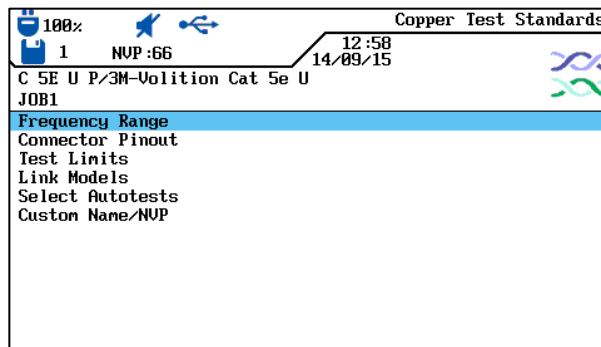 100% Copper Test Standards
1 NVP:66 12:58
14/09/15
C 5E U P/3M-Volition Cat 5e U
JOB1
Frequency Range
Connector Pinout
Test Limits
Link Models
Select Autotests
Custom Name/NVP